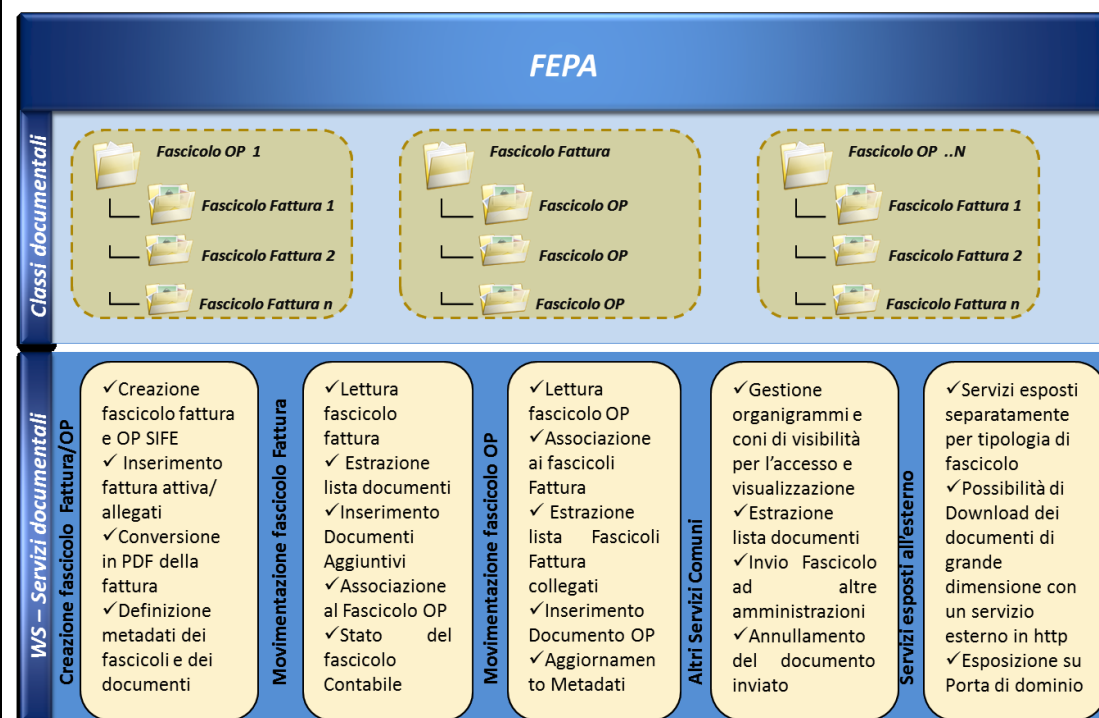 FEPA
Classi documentali
Fascicolo OP 1
Fascicolo Fattura 1
Fascicolo Fattura 2
Fascicolo Fattura n
Fascicolo Fattura
Fascicolo OP
Fascicolo OP
Fascicolo OP
Fascicolo OP ..N
Fascicolo Fattura 1
Fascicolo Fattura 2
Fascicolo Fattura n
WS – Servizi documentali
Creazione fascicolo Fattura/OP
✓Creazione
fascicolo fattura
e OP SIFE
✓ Inserimento
fattura attiva/
allegati
✓Conversione
in PDF della
fattura
✓Definizione
metadati dei
fascicoli e dei
documenti
Movimentazione fascicolo Fattura
✓Lettura
fascicolo
fattura
✓ Estrazione
lista documenti
✓Inserimento
Documenti
Aggiuntivi
✓Associazione
al Fascicolo OP
✓Stato del
fascicolo
Contabile
Movimentazione fascicolo OP
✓Lettura
fascicolo OP
✓Associazione
ai fascicoli
Fattura
✓ Estrazione
lista Fascicoli
Fattura
collegati
✓Inserimento
Documento OP
✓Aggiornamen
to Metadati
Altri Servizi Comuni
✓Gestione
organigrammi e
coni di visibilità
per l'accesso e
visualizzazione
✓Estrazione
lista documenti
✓Invio Fascicolo
ad altre
amministrazioni
✓Annullamento
del documento
inviato
Servizi esposti all'esterno
✓Servizi esposti
separatamente
per tipologia di
fascicolo
✓Possibilità di
Download dei
documenti di
grande
dimensione con
un servizio
esterno in http
✓Esposizione su
Porta di dominio